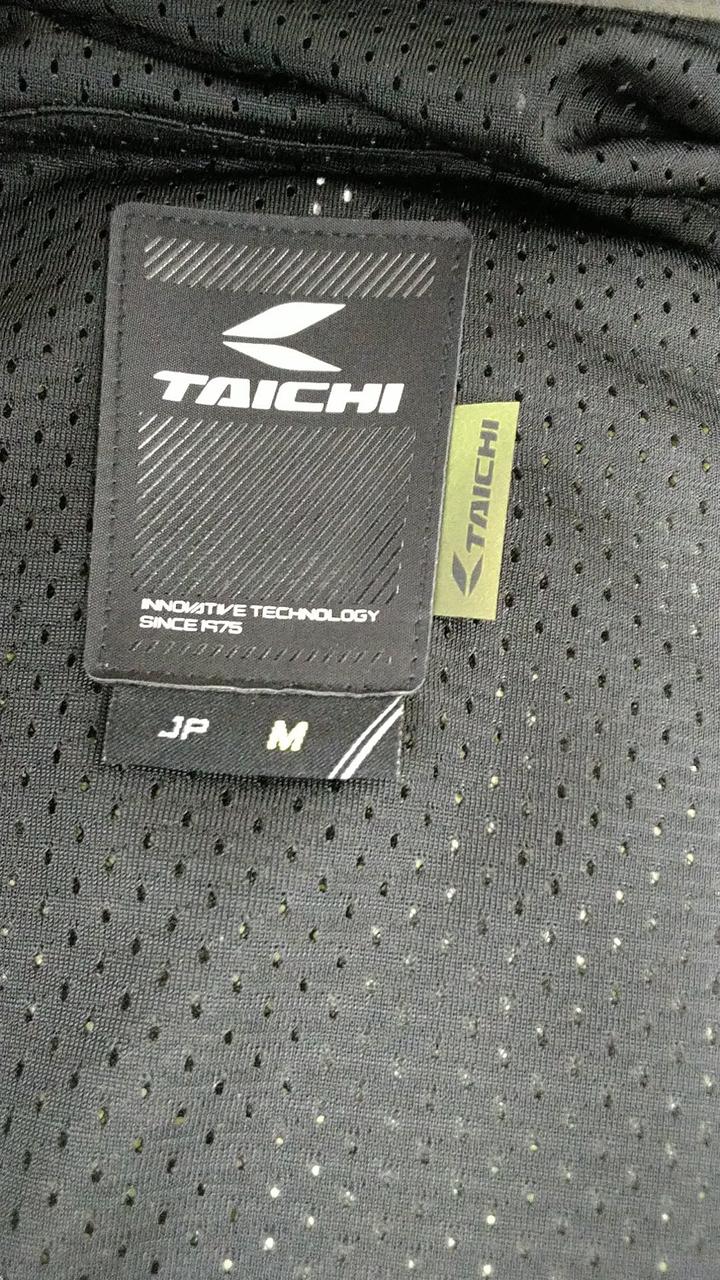 TAICHI
TAICHI
INNOVATIVE TECHNOLOGY
SINCE 1975
JP M